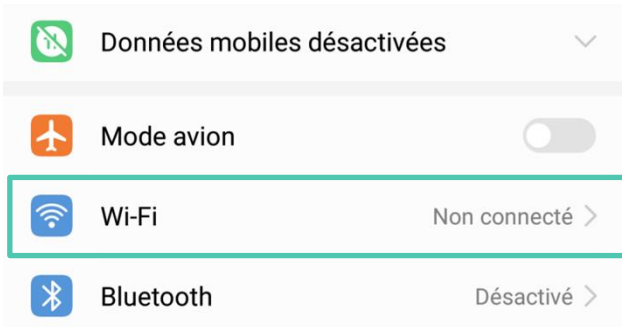 Données mobiles désactivées
Mode avion
Wi-Fi Non connecté
Bluetooth Désactivé